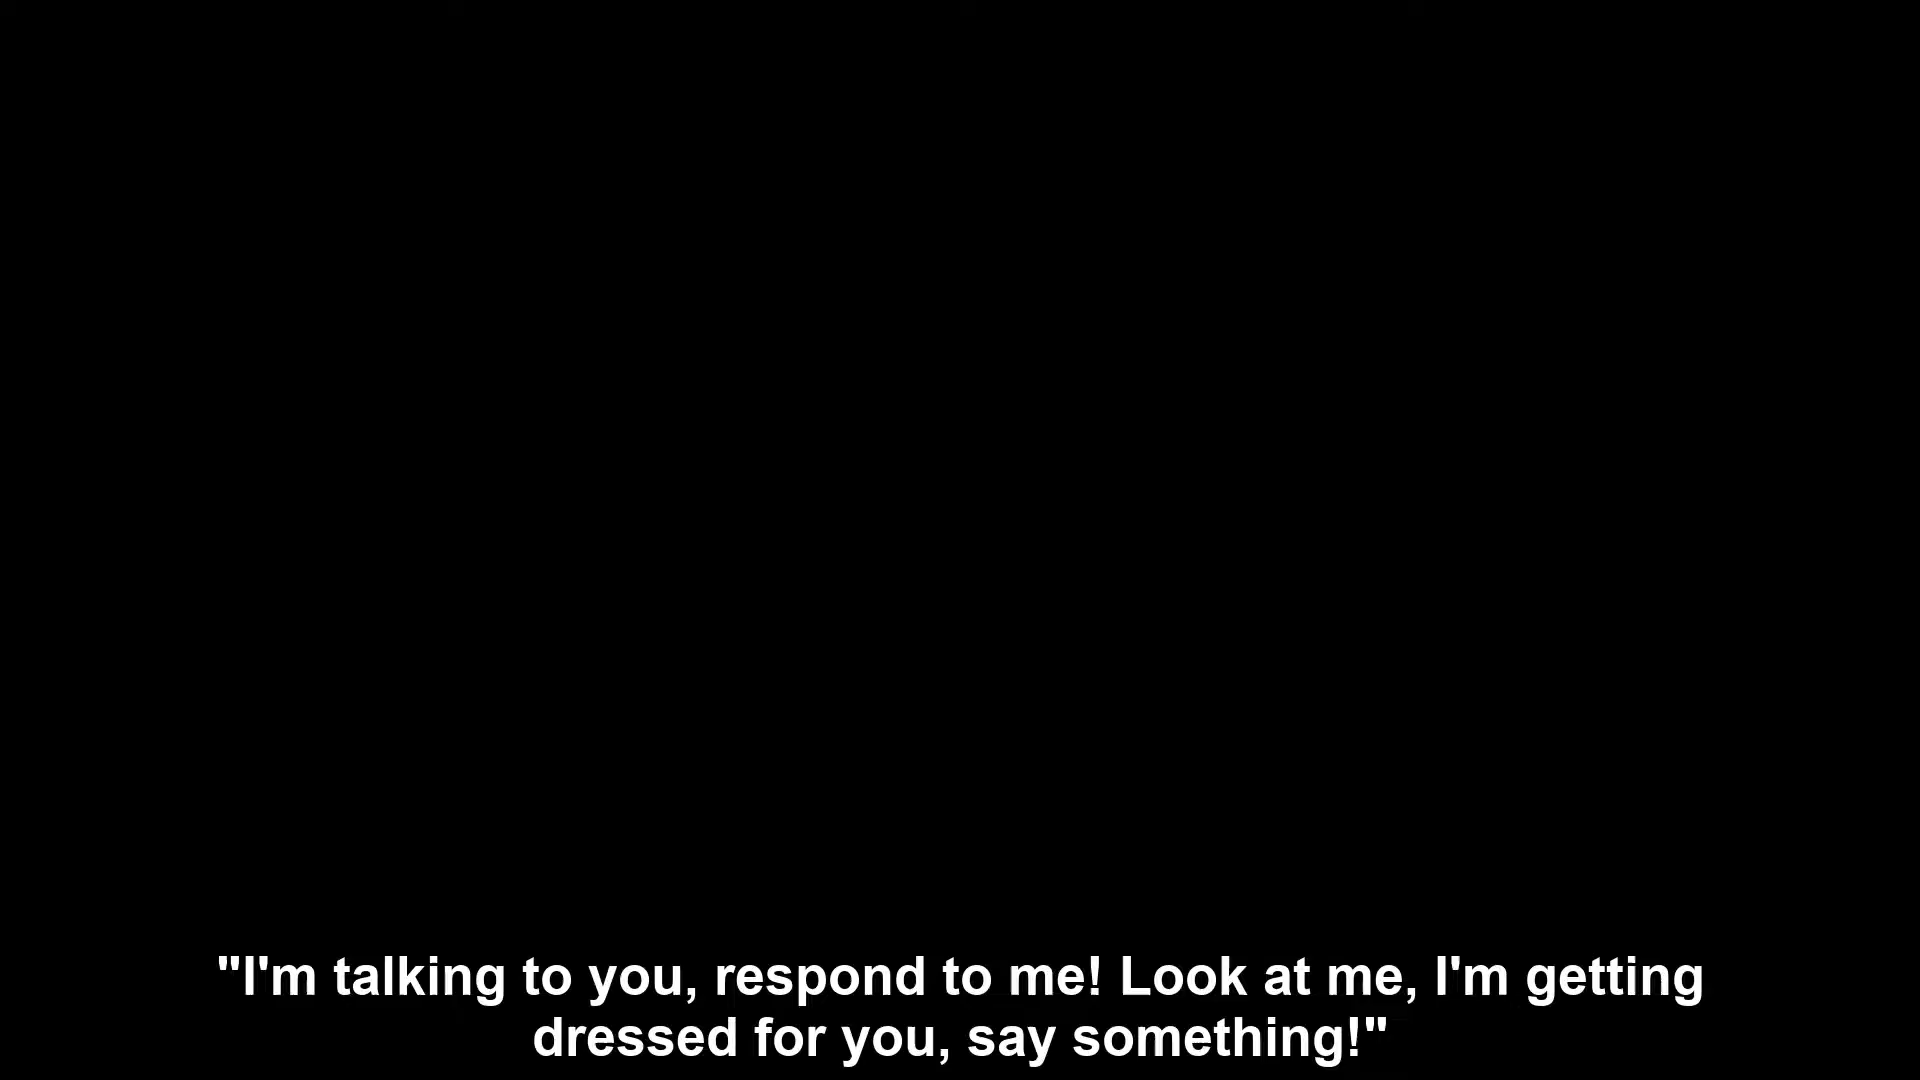 "I'm talking to you, respond to me! Look at me, I'm getting
dressed for you, say something!"